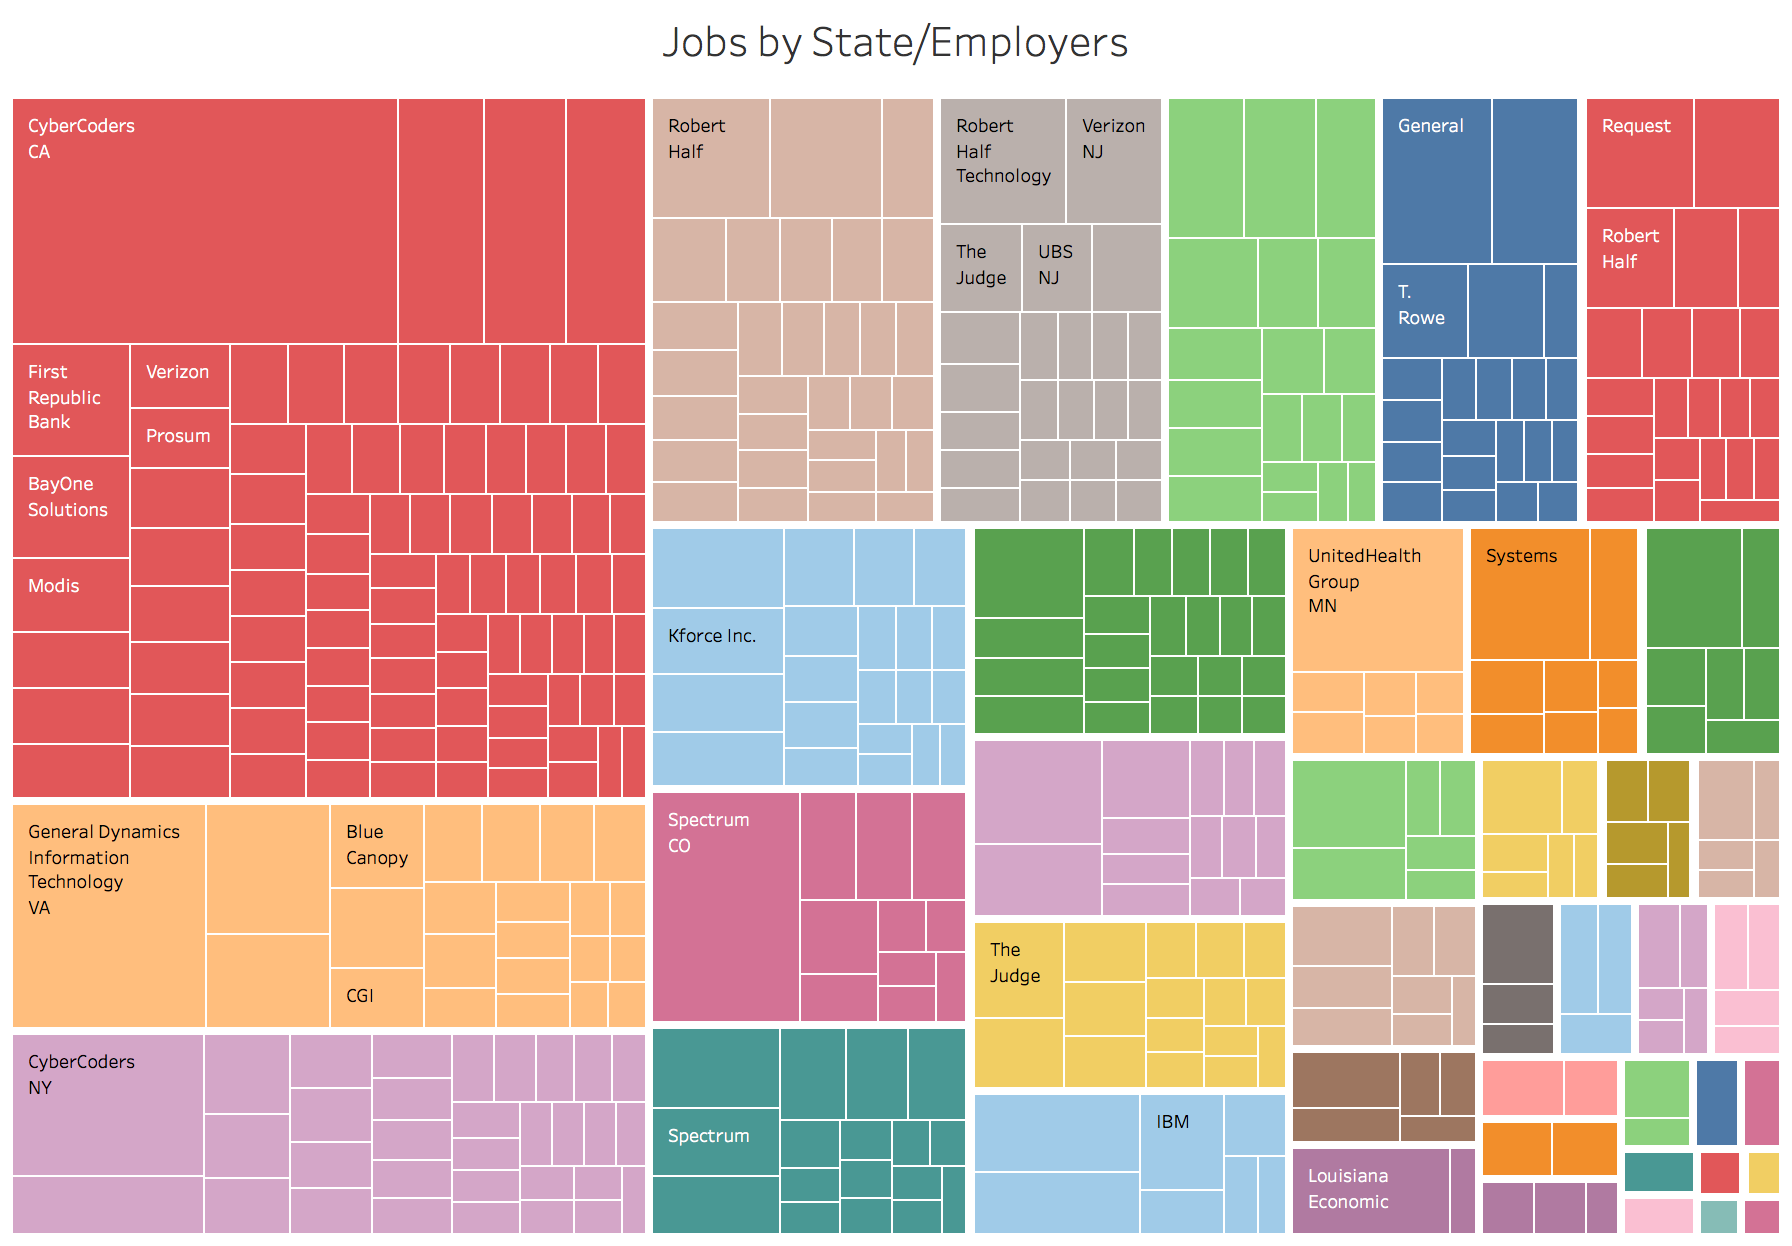 Jobs by State/Employers
CyberCoders
CA
First
Republic
Bank
Verizon
Prosum
BayOne
Solutions
Modis
General Dynamics
Information
Technology
VA
Blue
Canopy
CGI
CyberCoders
NY
Robert
Half
Kforce Inc.
Spectrum
CO
Spectrum
Robert
Half
Technology
Verizon
NJ
The
Judge
UBS
NJ
The
Judge
IBM
General
T.
Rowe
Request
Robert
Half
UnitedHealth
Group
MN
Systems
Louisiana
Economic